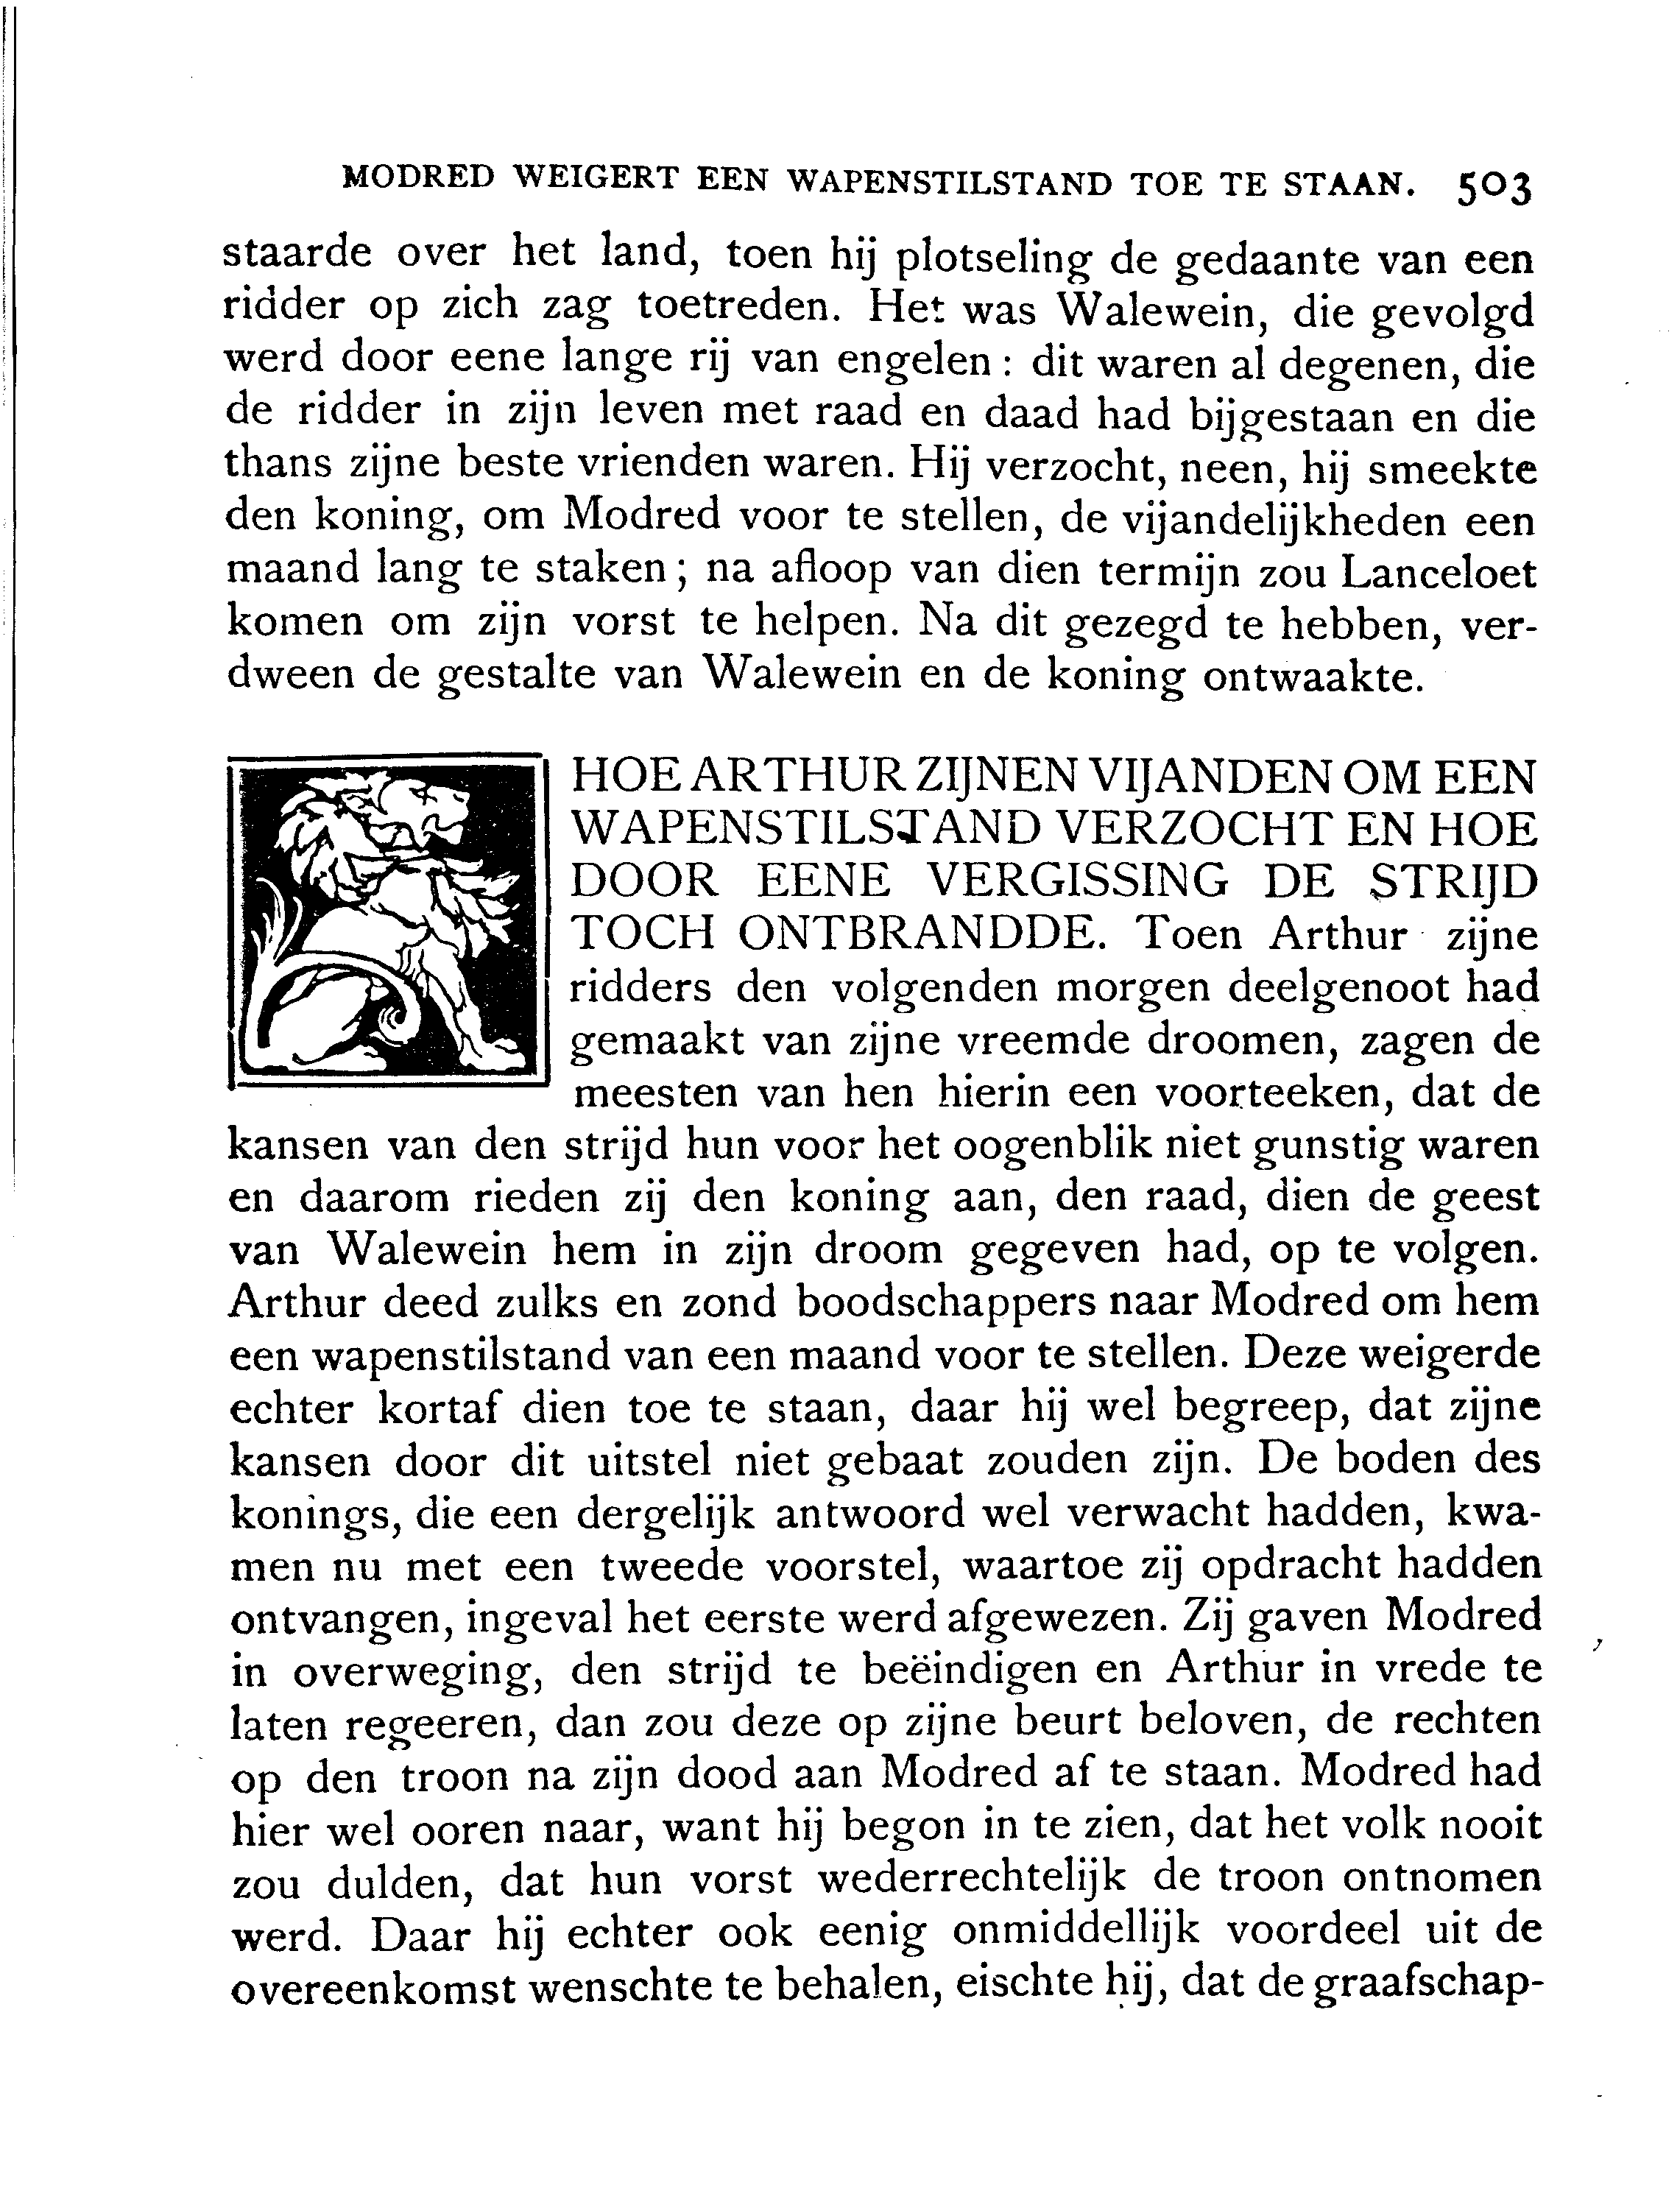 MODRED WEIGERT EEN WAPENSTILSTAND TOE TE STAAN. 503
staarde over het land, toen hij plotseling de gedaante van een
ridder op zich zag toetreden. Het was Walewein, die gevolgd
werd door eene lange rij van engelen: dit waren al degenen, die
de ridder in zijn leven met raad en daad had bijgestaan en die
thans zijne beste vrienden waren. Hij verzocht, neen, hij smeekte
den koning, om Modred voor te stellen, de vijandelijkheden een
maand lang te staken; na afloop van dien termijn zou Lanceloet
komen om zijn vorst te helpen. Na dit gezegd te hebben, ver-
dween de gestalte van Walewein en de koning ontwaakte.
HOE ARTHUR ZIJNEN VIJANDEN OM EEN
WAPENSTILSTAND VERZOCHT EN HOE
DOOR EENE VERGISSING DE STRIJD
TOCH ONTBRANDDE. Toen Arthur zijne
ridders den volgenden morgen deelgenoot had
gemaakt van zijne vreemde droomen, zagen de
meesten van hen hierin een voorteeken, dat de
kansen van den strijd hun voor het oogenblik niet gunstig waren
en daarom rieden zij den koning aan, den raad, dien de geest
van Walewein hem in zijn droom gegeven had, op te volgen.
Arthur deed zulks en zond boodschappers naar Modred om hem
een wapenstilstand van een maand voor te stellen. Deze weigerde
echter kortaf dien toe te staan, daar hij wel begreep, dat zijne
kansen door dit uitstel niet gebaat zouden zijn. De boden des
konings, die een dergelijk antwoord wel verwacht hadden, kwa-
men nu met een tweede voorstel, waartoe zij opdracht hadden
ontvangen, ingeval het eerste werd afgewezen. Zij gaven Modred
in overweging, den strijd te beëindigen en Arthur in vrede te
laten regeeren, dan zou deze op zijne beurt beloven, de rechten
op den troon na zijn dood aan Modred af te staan. Modred had
hier wel ooren naar, want hij begon in te zien, dat het volk nooit
zou dulden, dat hun vorst wederrechtelijk de troon ontnomen
werd. Daar hij echter ook eenig onmiddellijk voordeel uit de
overeenkomst wenschte te behalen, eischte hij, dat de graafschap-